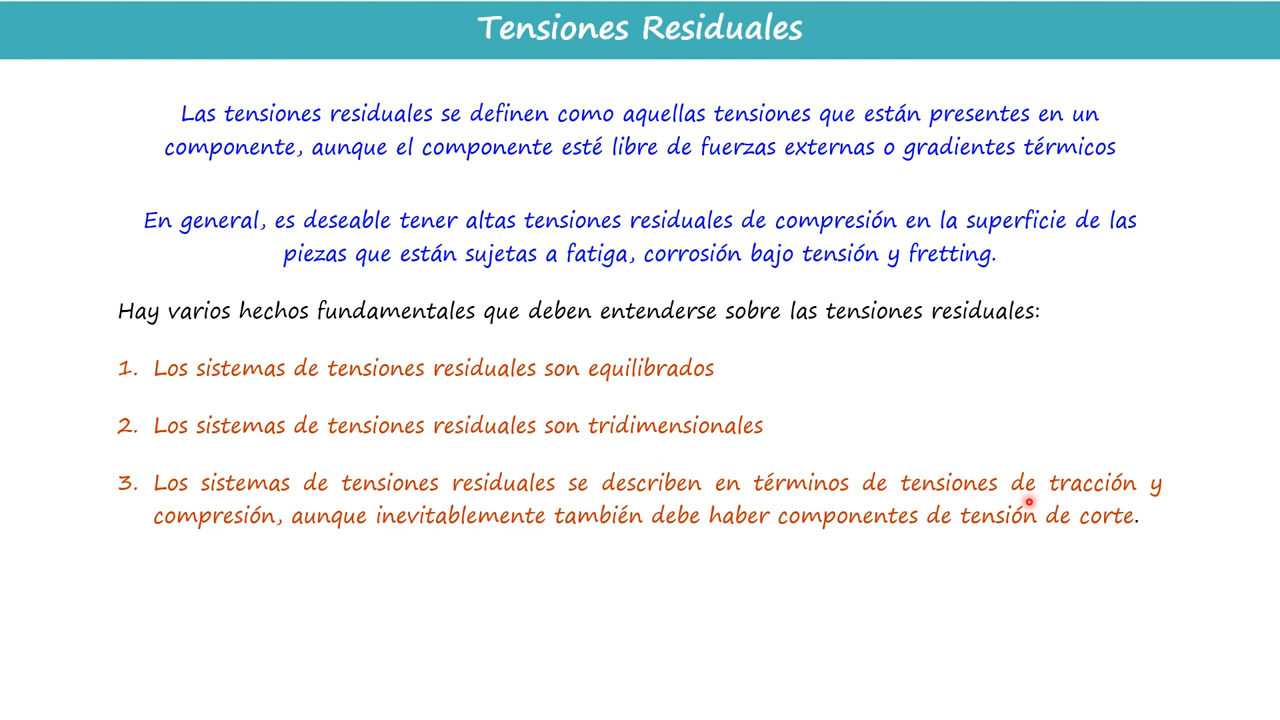 Tensiones Residuales
Las tensiones residuales se definen como aquellas tensiones que están presentes en un
componente, aunque el componente esté libre de fuerzas externas o gradientes térmicos
En general, es deseable tener altas tensiones residuales de compresión en la superficie de las
piezas que están sujetas a fatiga, corrosión bajo tensión y fretting.
Hay varios hechos fundamentales que deben entenderse sobre las tensiones residuales:
1. Los sistemas de tensiones residuales son equilibrados
2. Los sistemas de tensiones residuales son tridimensionales
3. Los sistemas de tensiones residuales se describen en términos de tensiones de tracción y
compresión, aunque inevitablemente también debe haber componentes de tensión de corte.